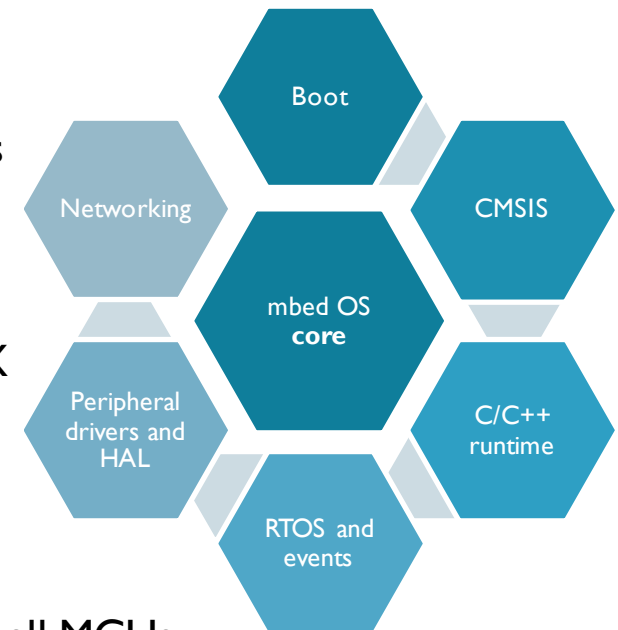 Boot
Networking
CMSIS
mbed OS
core
Peripheral
drivers and
HAL
C/C++
runtime
RTOS and
events